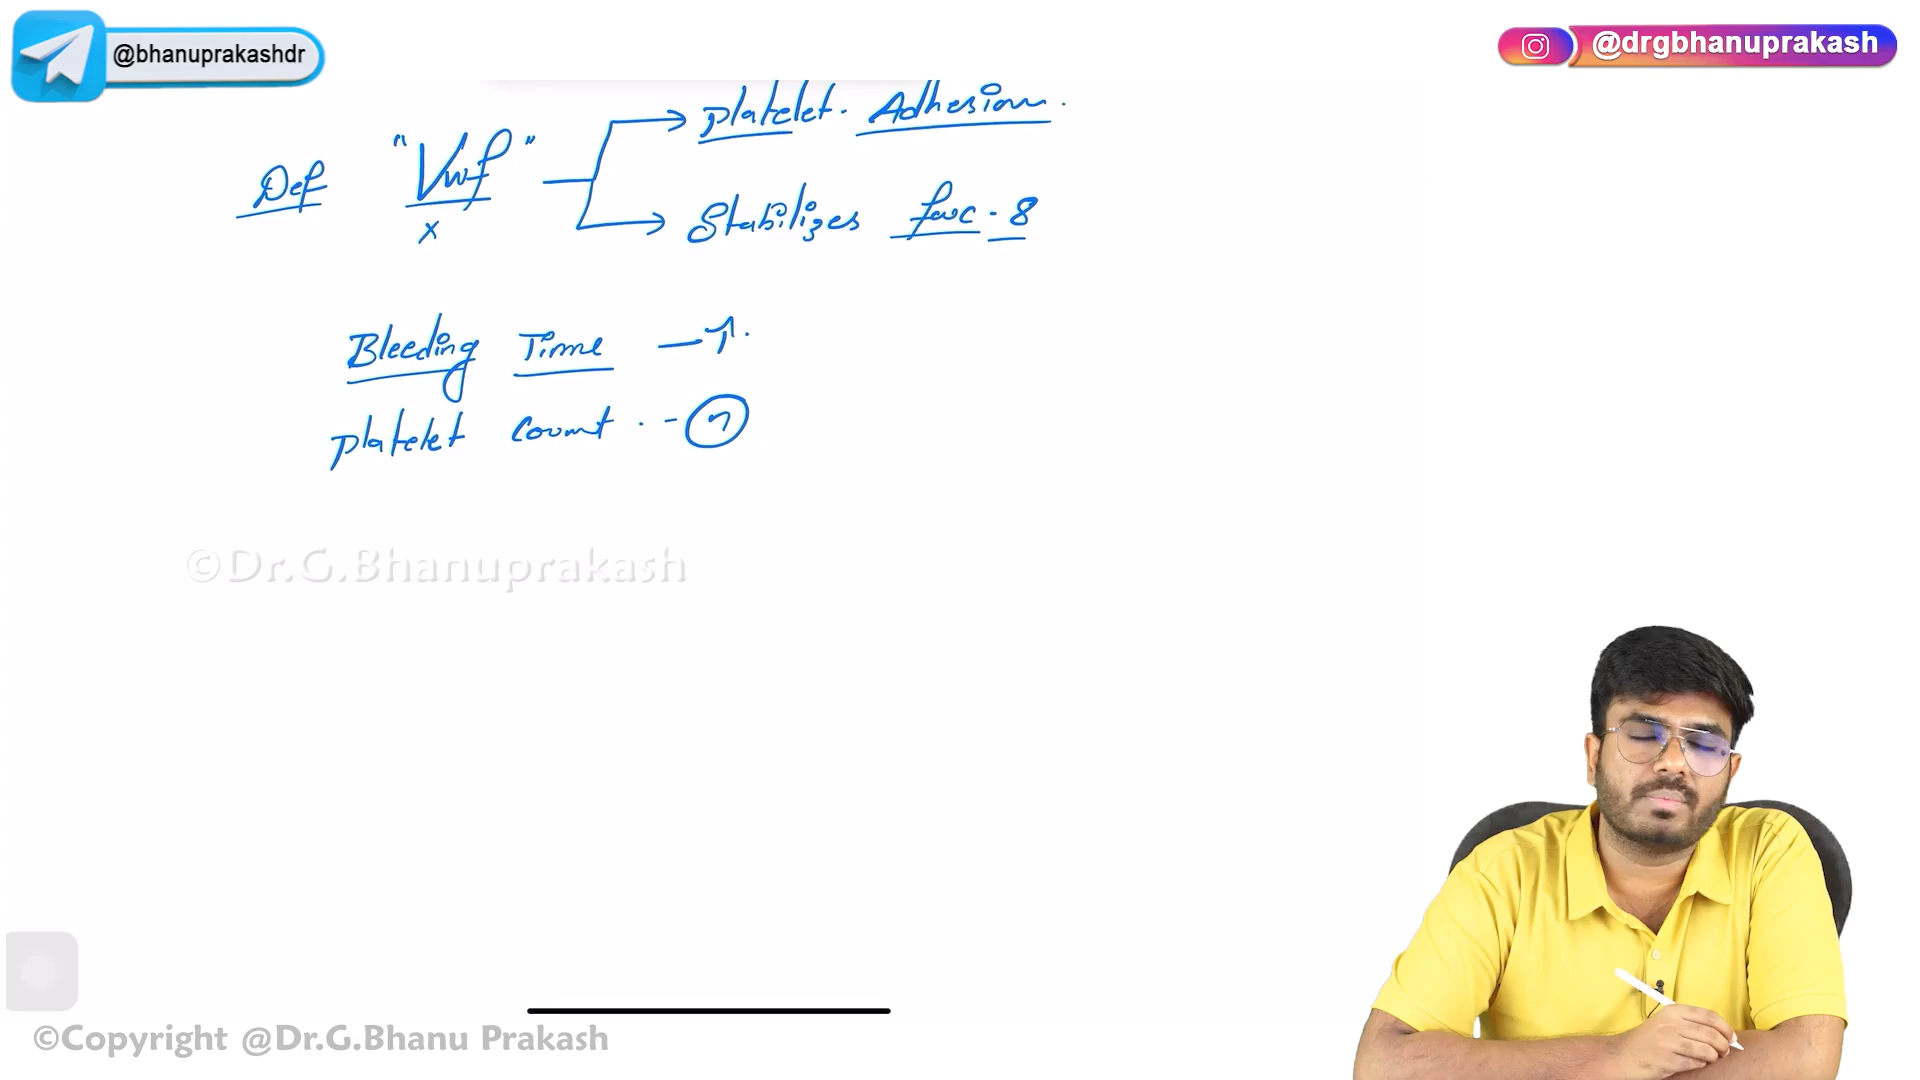 @bhanuprakashdr
@drgbhanuprakash
platelet. Adhesion.
Def "Vwf"
x
Stabilizes fac - 8
Bleeding Time - ↑.
platelet count. - n
©Dr.G.Bhanuprakash
©Copyright @Dr.G.Bhanu Prakash